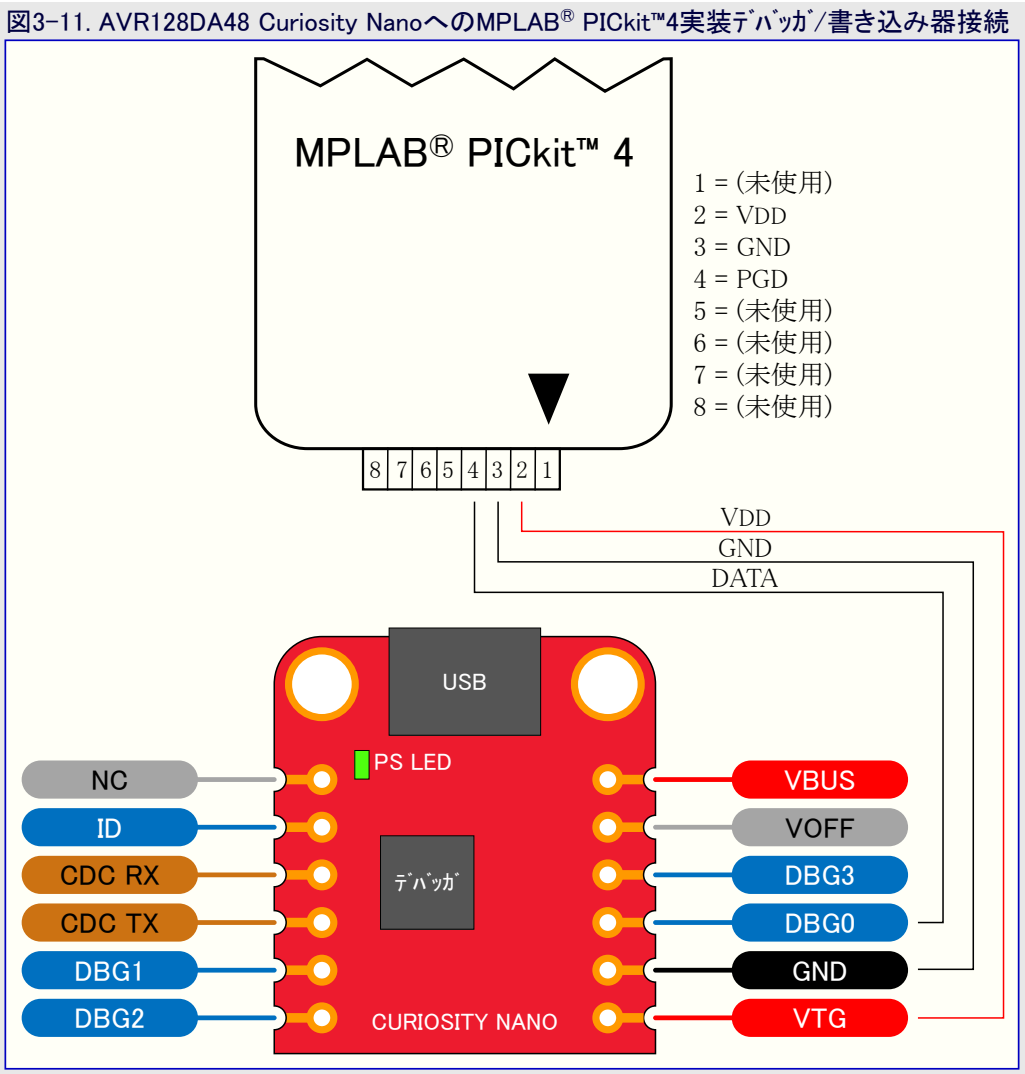 図3-11. AVR128DA48 Curiosity NanoへのMPLAB® PICkit™4実装ﾃﾞﾊﾞｯｶﾞ/書き込み器接続
MPLAB® PICkit™ 4
1 = (未使用)
2 = VDD
3 = GND
4 = PGD
5 = (未使用)
6 = (未使用)
7 = (未使用)
8 = (未使用)
8 7 6 5 4 3 2 1
VDD
GND
DATA
USB
PS LED
NC
ID
CDC RX
CDC TX
DBG1
DBG2
ﾃﾞﾊﾞｯｶﾞ
CURIOSITY NANO
VBUS
VOFF
DBG3
DBG0
GND
VTG